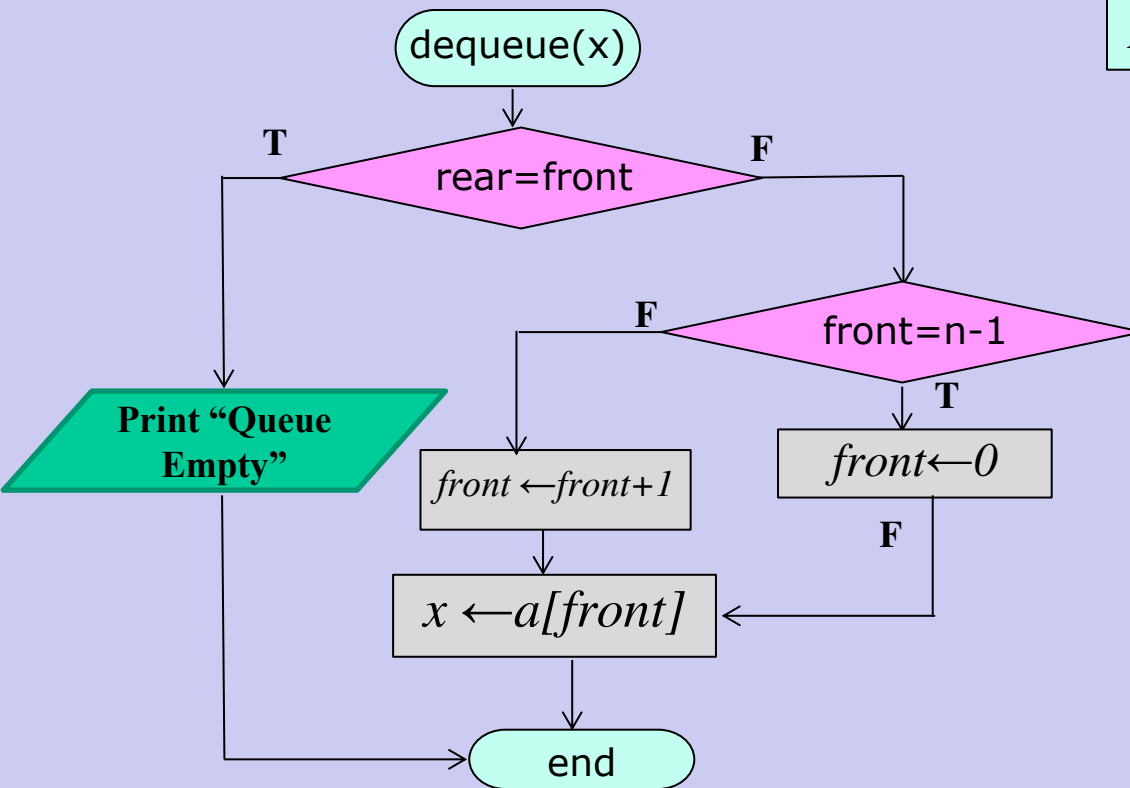 dequeue(x)
T
F
rear=front
F
front=n-1
T
Print “Queue
Empty”
front ←front+1
front←0
F
x ←a[front]
end